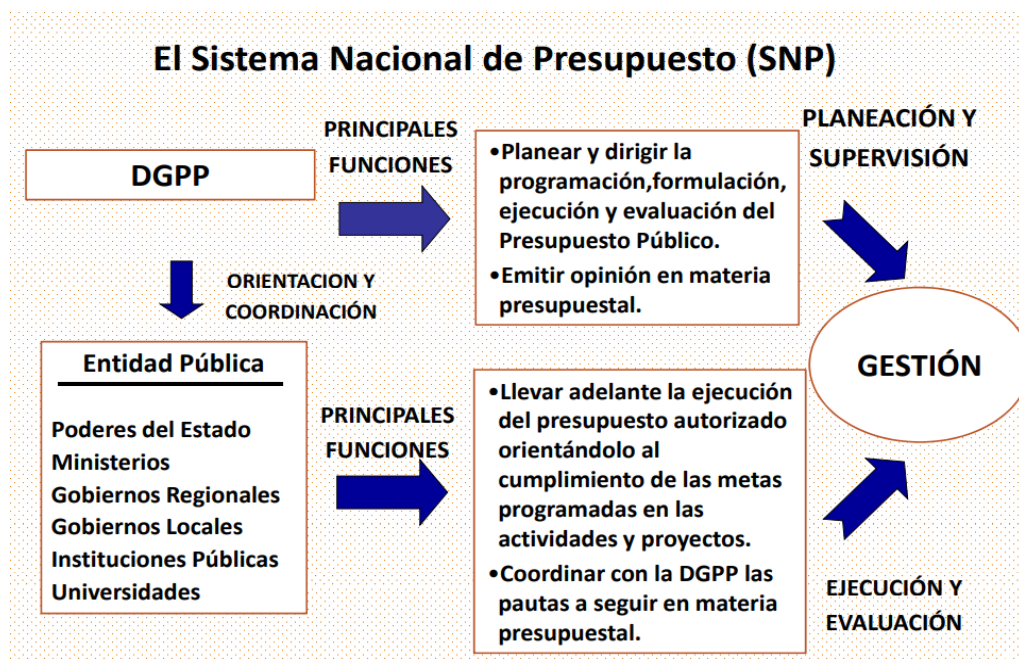 El Sistema Nacional de Presupuesto (SNP)
DGPP
PRINCIPALES
FUNCIONES
•Planear y dirigir la
programación,formulación,
ejecución y evaluación del
Presupuesto Público.
•Emitir opinión en materia
presupuestal.
PLANEACIÓN Y
SUPERVISIÓN
ORIENTACION Y
COORDINACIÓN
Entidad Pública
Poderes del Estado
Ministerios
Gobiernos Regionales
Gobiernos Locales
Instituciones Públicas
Universidades
PRINCIPALES
FUNCIONES
•Llevar adelante la ejecución
del presupuesto autorizado
orientándolo al
cumplimiento de las metas
programadas en las
actividades y proyectos.
•Coordinar con la DGPP las
pautas a seguir en materia
presupuestal.
GESTIÓN
EJECUCIÓN Y
EVALUACIÓN